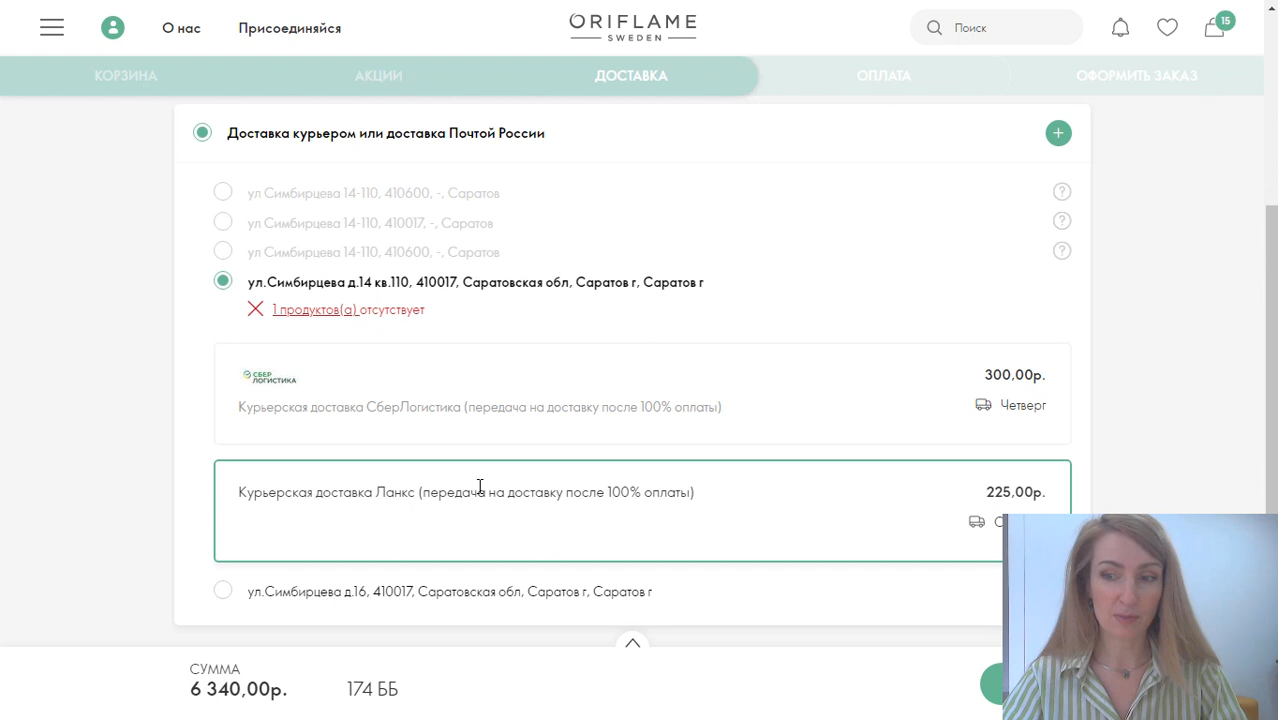 О нас
Присоединяйся
ORIFLAME
SWEDEN
Поиск
15
КОРЗИНА
АКЦИИ
ДОСТАВКА
ОПЛАТА
ОФОРМИТЬ ЗАКАЗ
Доставка курьером или доставка Почтой России
ул Симбирцева 14-110, 410600, -, Саратов
ул Симбирцева 14-110, 410017, -, Саратов
ул Симбирцева 14-110, 410600, -, Саратов
ул.Симбирцева д.14 кв.110, 410017, Саратовская обл, Саратов г, Саратов г
1 продуктов(а) отсутствует
СБЕР
ЛОГИСТИКА
300,00р.
Курьерская доставка СберЛогистика (передача на доставку после 100% оплаты)
Четверг
Курьерская доставка Ланкс (передача на доставку после 100% оплаты)
225,00р.
ул.Симбирцева д.16, 410017, Саратовская обл, Саратов г, Саратов г
СУММА
6 340,00р.
174 ББ